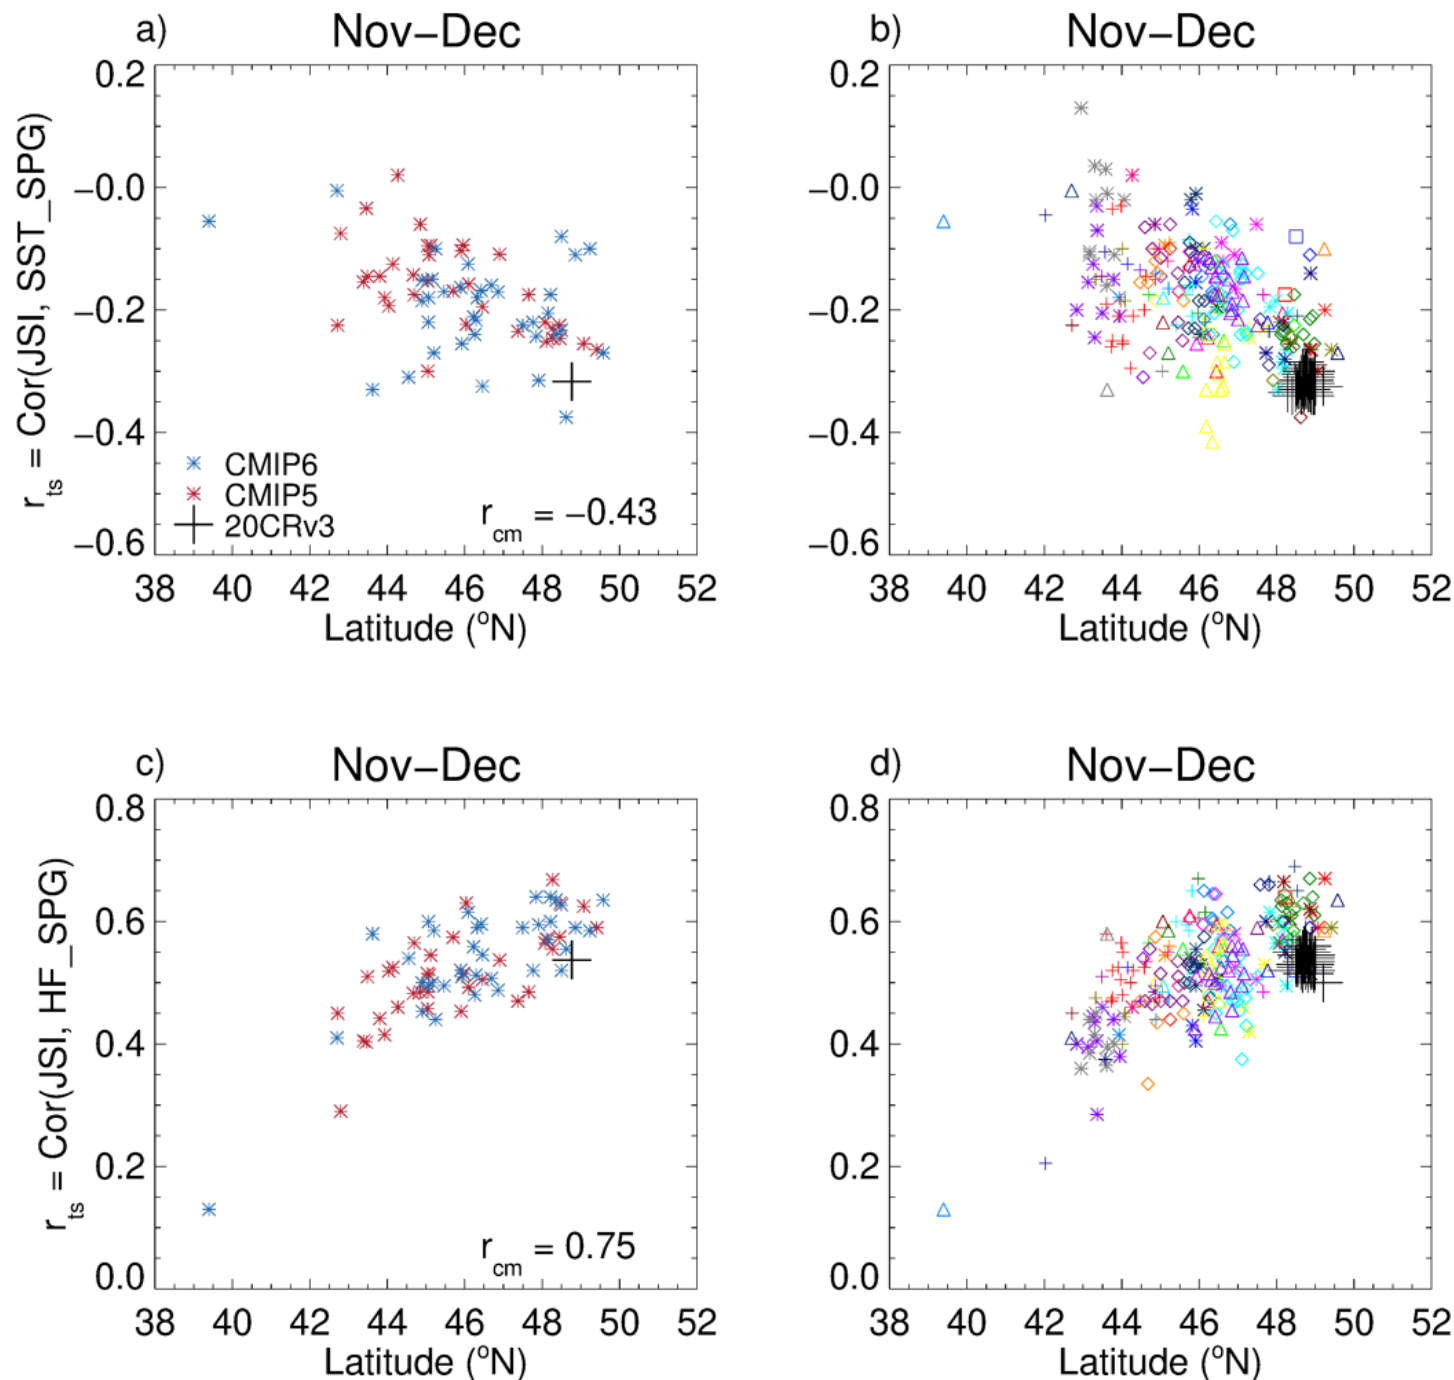 a)
Nov−Dec
0.2
−0.0
−0.2
−0.4
−0.6
r_ts = Cor(JSI, SST_SPG)
CMIP6
CMIP5
20CRv3
r_cm = −0.43
38 40 42 44 46 48 50 52
Latitude (°N)
b)
Nov−Dec
0.2
−0.0
−0.2
−0.4
−0.6
38 40 42 44 46 48 50 52
Latitude (°N)
c)
Nov−Dec
0.8
0.6
0.4
0.2
0.0
r_ts = Cor(JSI, HF_SPG)
r_cm = 0.75
38 40 42 44 46 48 50 52
Latitude (°N)
d)
Nov−Dec
0.8
0.6
0.4
0.2
0.0
38 40 42 44 46 48 50 52
Latitude (°N)